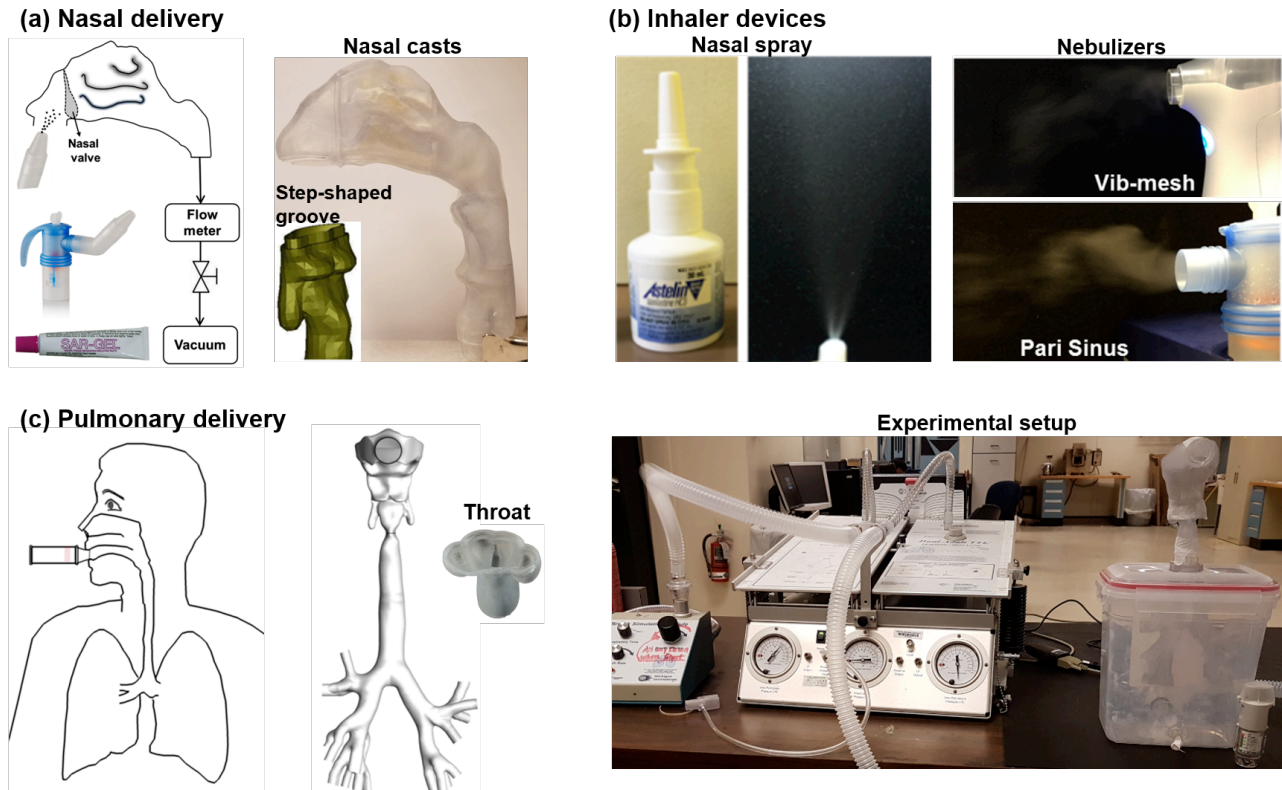 (a) Nasal delivery
Nasal casts
Nasal
valve
Flow
meter
Vacuum
SAR-GEL
Step-shaped
groove
(b) Inhaler devices
Nasal spray
Nebulizers
Astelin
Vib-mesh
Pari Sinus
(c) Pulmonary delivery
Throat
Experimental setup